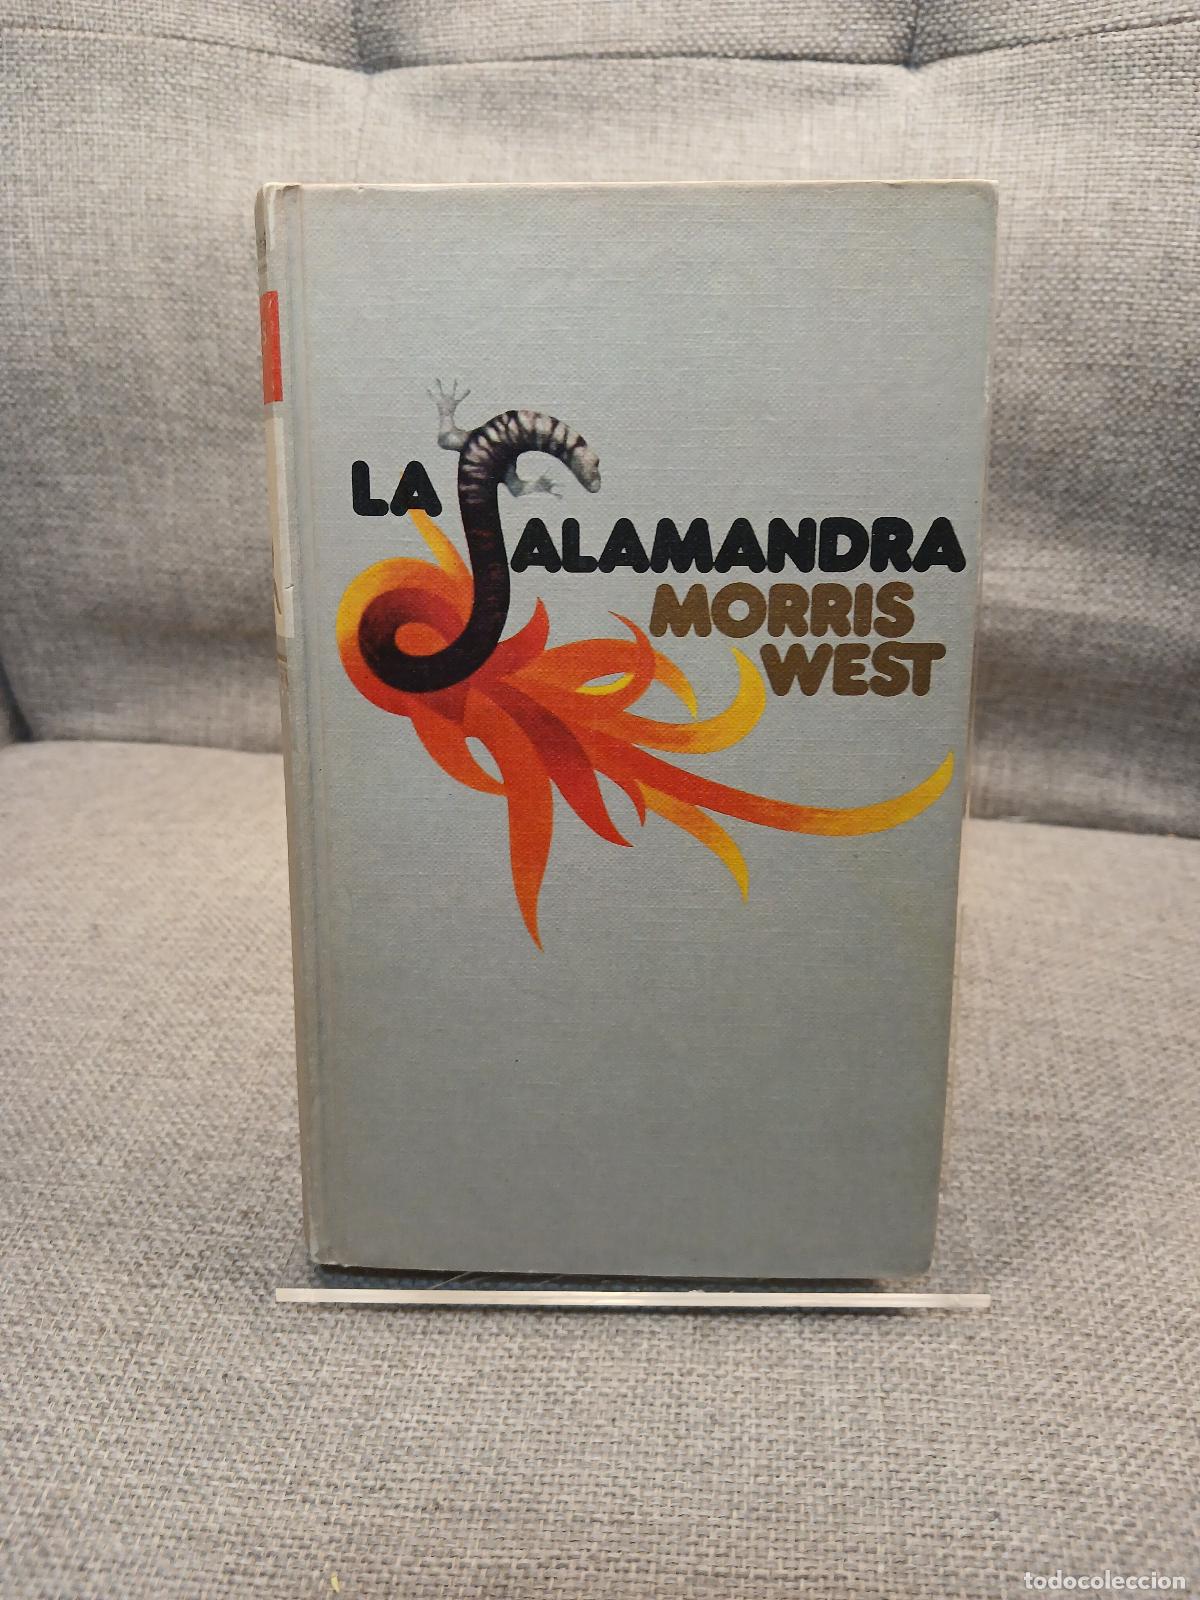 LA
SALAMANDRA
MORRIS
WEST
todocoleccion